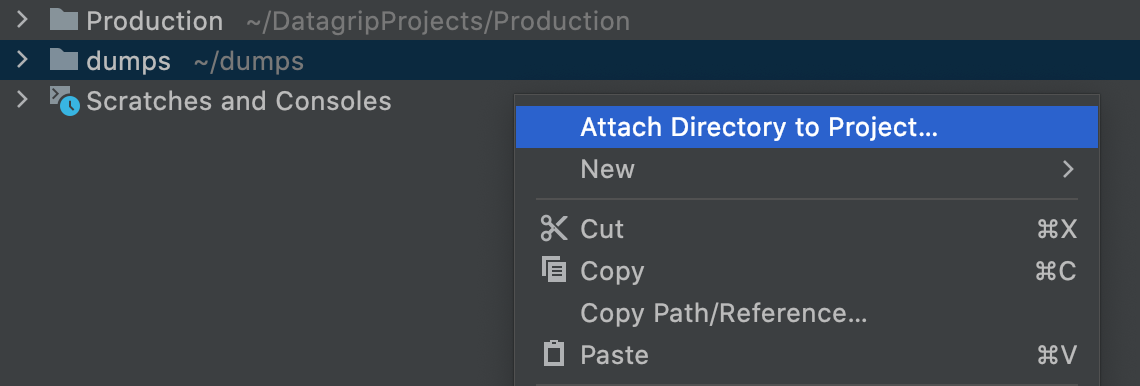 Production ~/DatagripProjects/Production
dumps ~/dumps
Scratches and Consoles
Attach Directory to Project...
New
Cut ⌘X
Copy ⌘C
Copy Path/Reference...
Paste ⌘V